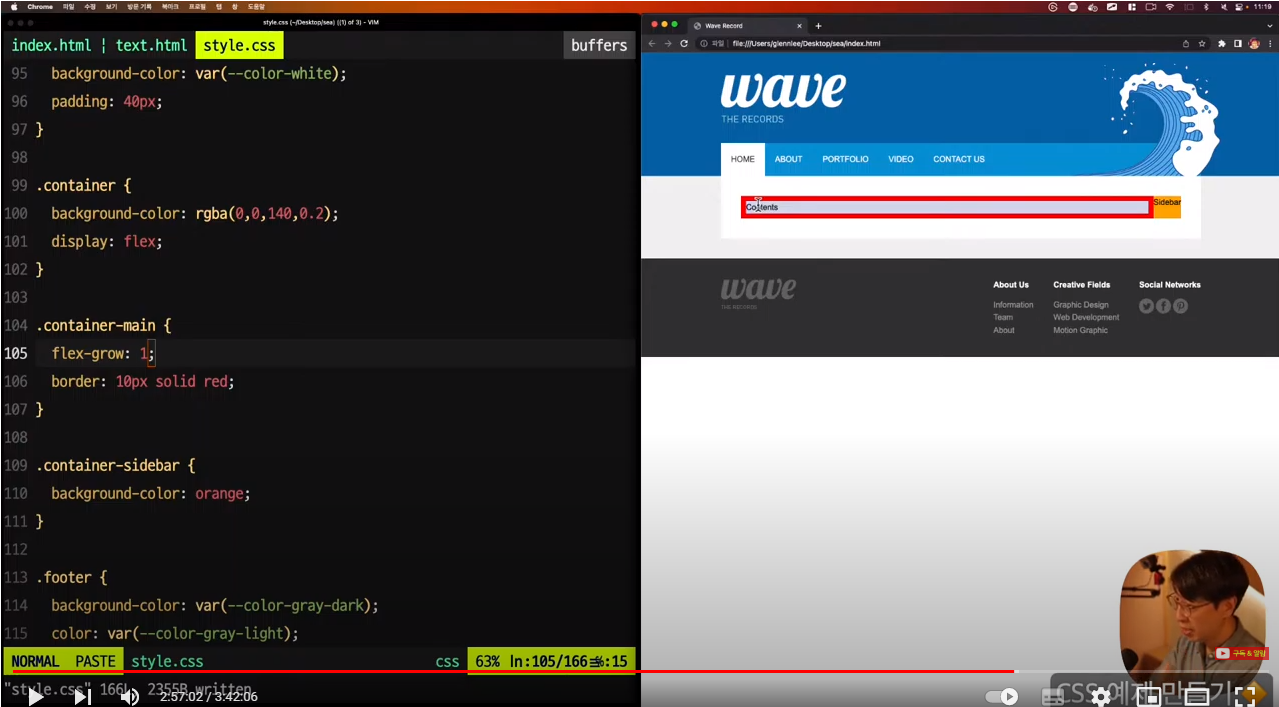 Chrome 파일 수정 보기 방문 기록 북마크 프로필 탭 창 도움말 11:19
style.css (~/Desktop/sea) ((1) of 3) - VIM
index.html | text.html style.css buffers
95 background-color: var(--color-white);
96 padding: 40px;
97 }
98
99 .container {
100 background-color: rgba(0,0,140,0.2);
101 display: flex;
102 }
103
104 .container-main {
105 flex-grow: 1;
106 border: 10px solid red;
107 }
108
109 .container-sidebar {
110 background-color: orange;
111 }
112
113 .footer {
114 background-color: var(--color-gray-dark);
115 color: var(--color-gray-light);
NORMAL PASTE style.css css 63% ln:105/166 :15
"style.css" 166L, 2355B written
2:57:02 / 3:42:06
Wave Record
파일 file:///Users/glennlee/Desktop/sea/index.html
wave
THE RECORDS
HOME ABOUT PORTFOLIO VIDEO CONTACT US
Contents
Sidebar
wave
THE RECORDS
About Us Creative Fields Social Networks
Information Graphic Design
Team Web Development
About Motion Graphic
구독 & 알림
CSS 예제 만들기